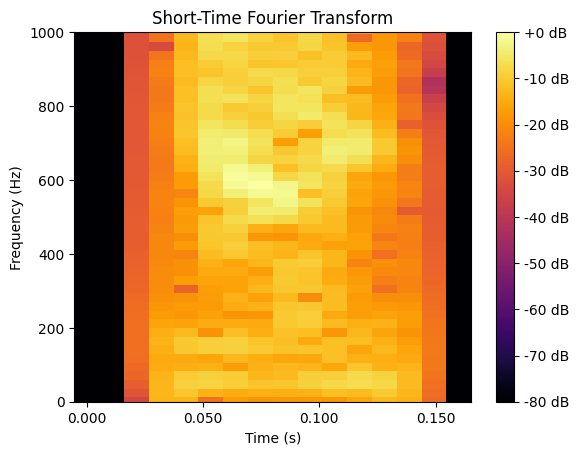 Short-Time Fourier Transform
1000
800
600
400
200
0
Frequency (Hz)
0.000
0.050
0.100
0.150
Time (s)
+0 dB
-10 dB
-20 dB
-30 dB
-40 dB
-50 dB
-60 dB
-70 dB
-80 dB